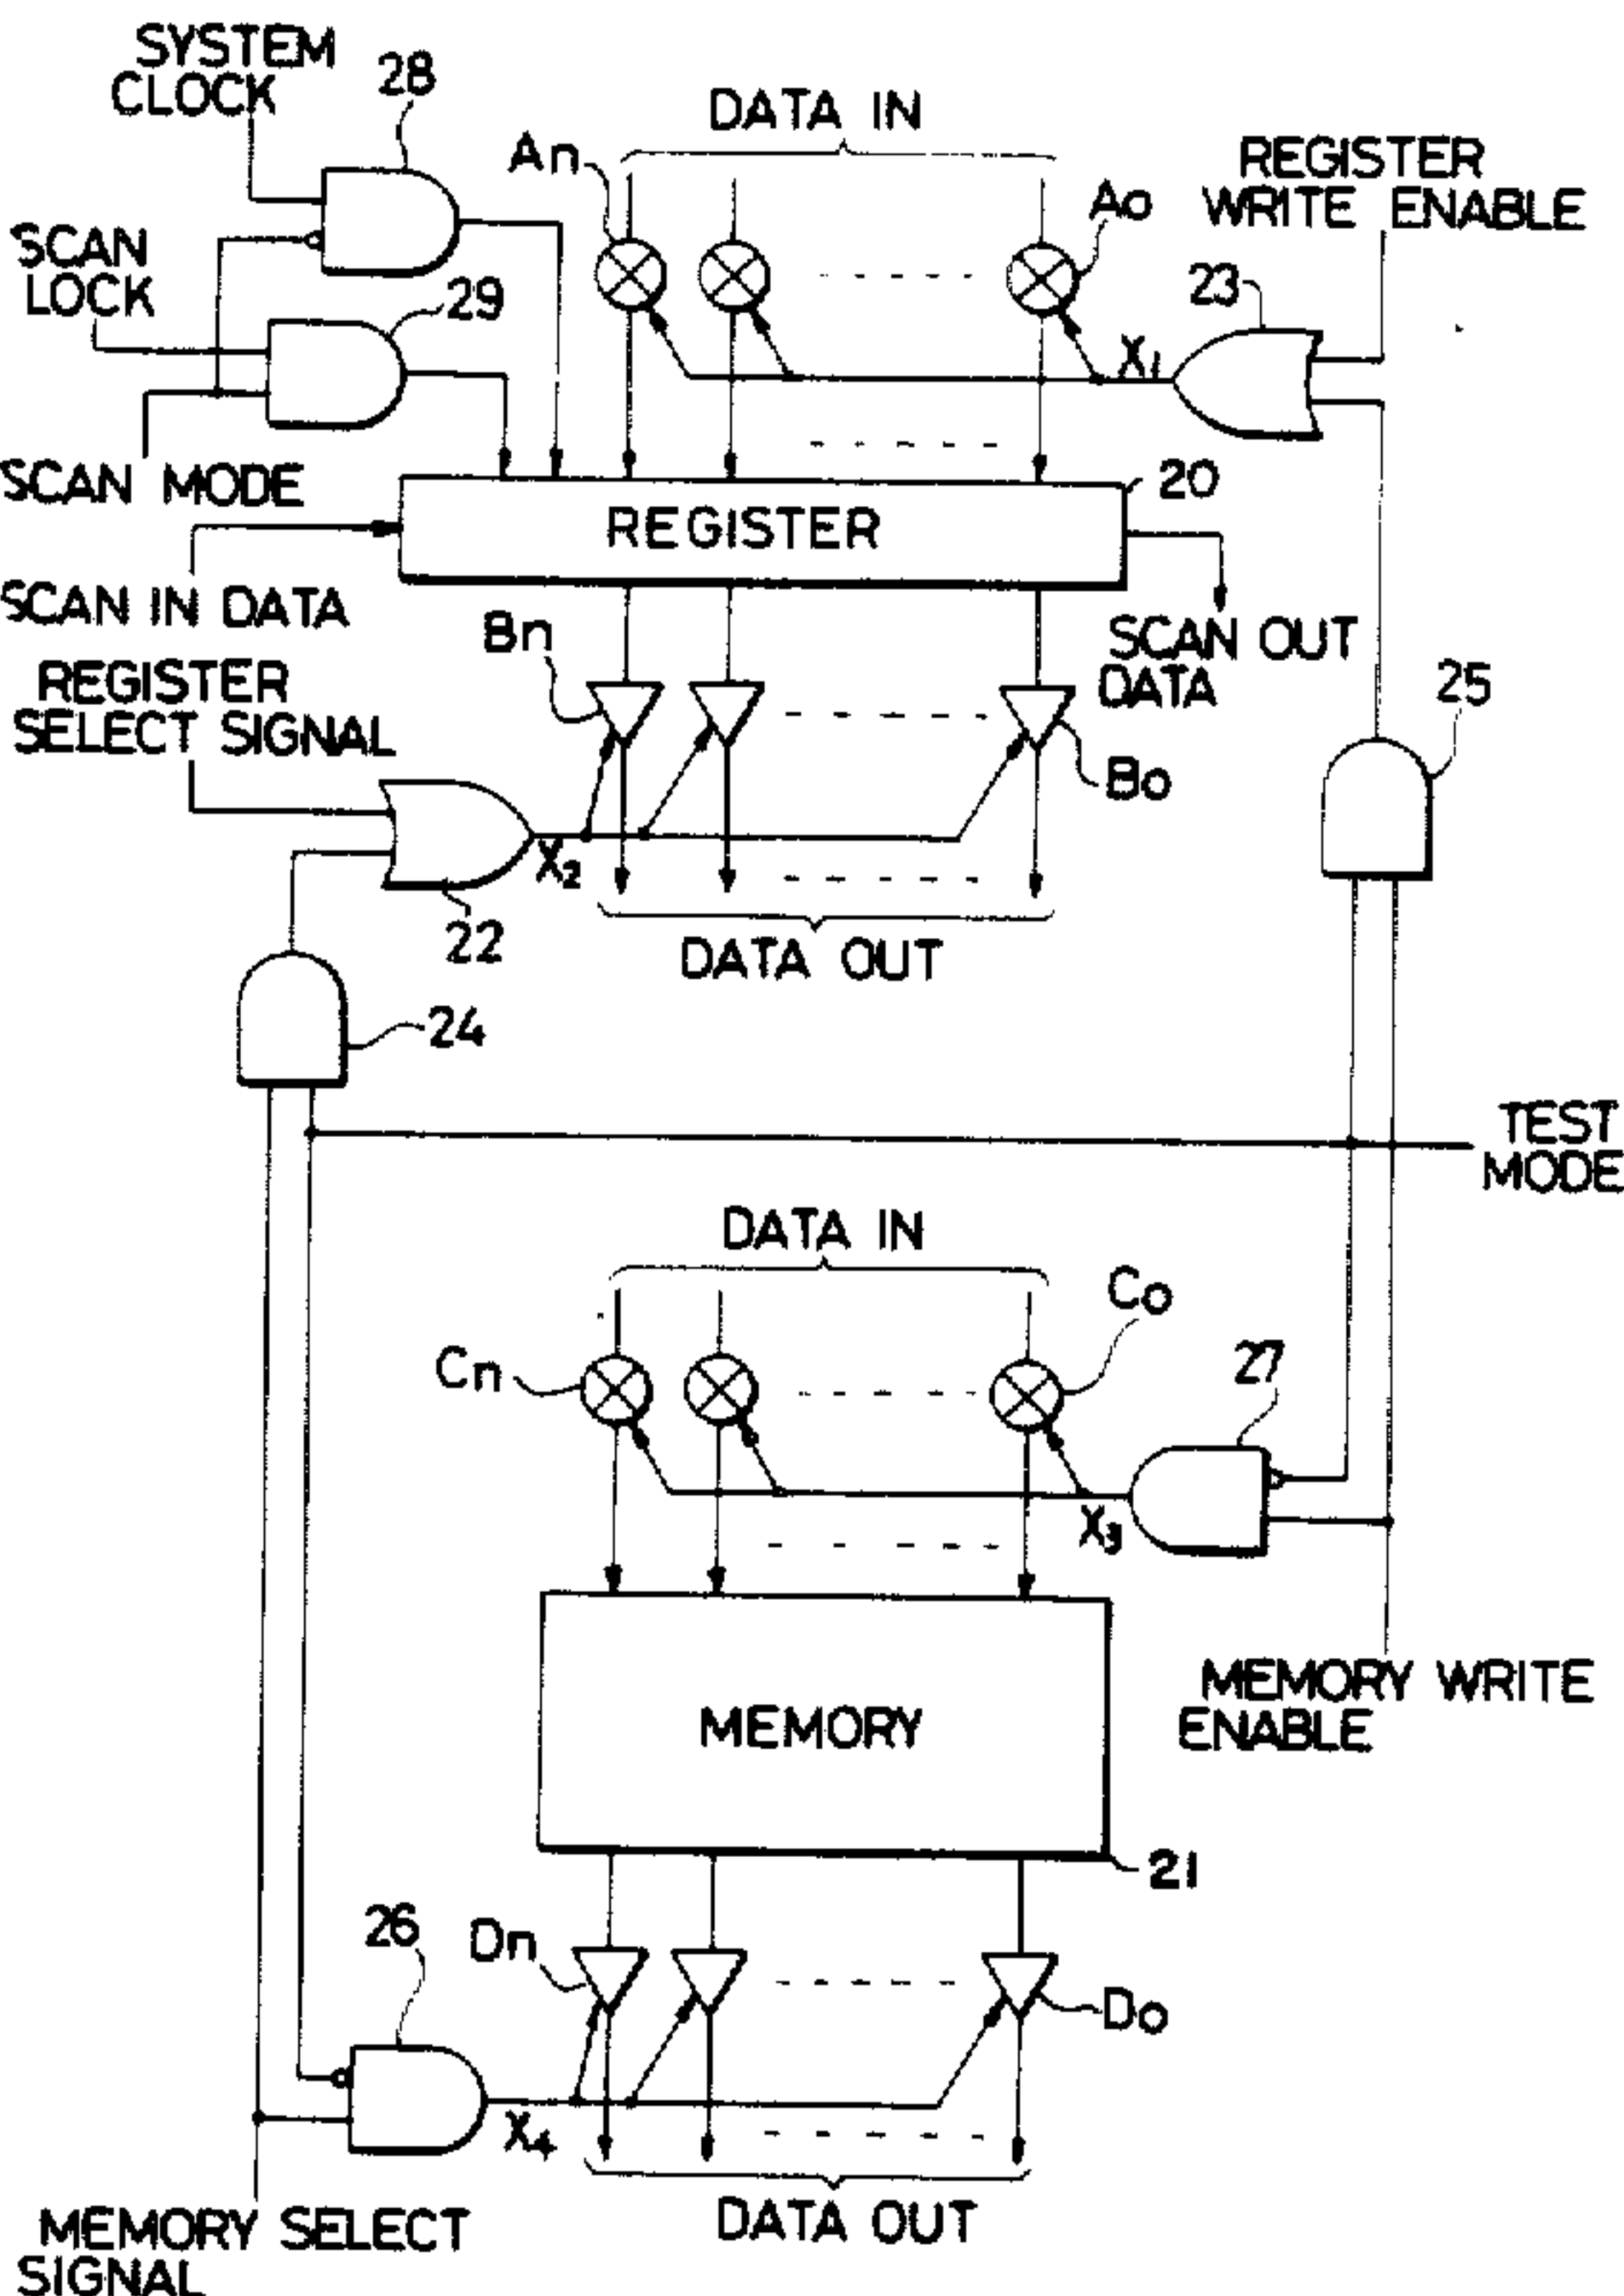 SYSTEM
CLOCK
28
DATA IN
An
Ao
REGISTER
WRITE ENABLE
SCAN
LOCK
29
23
X1
SCAN MODE
20
REGISTER
SCAN IN DATA
SCAN OUT
DATA
Bn
REGISTER
SELECT SIGNAL
25
Bo
X2
22
DATA OUT
24
TEST
MODE
DATA IN
Co
Cn
27
X3
MEMORY
MEMORY WRITE
ENABLE
21
26
Dn
Do
X4
DATA OUT
MEMORY SELECT
SIGNAL